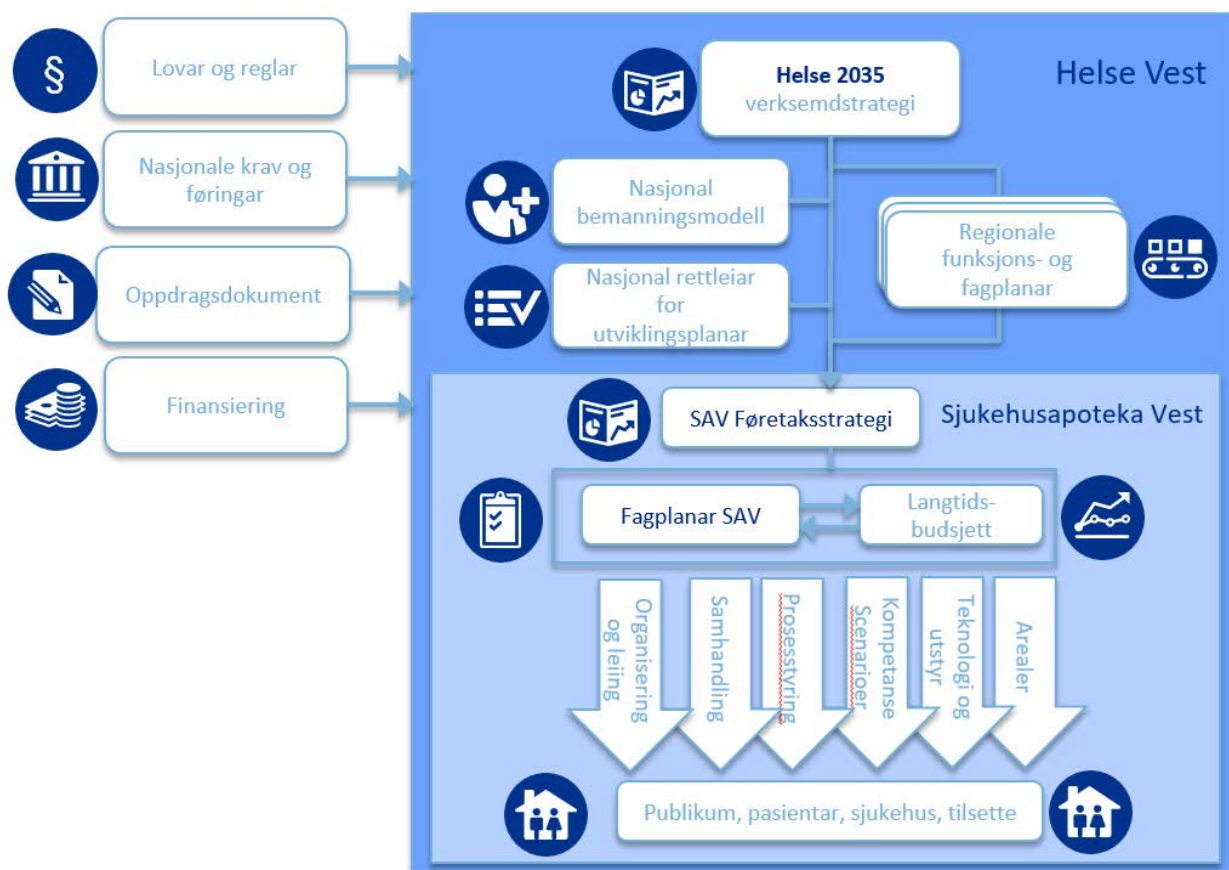 §
Lovar og reglar
Nasjonale krav og
føringar
Oppdragsdokument
Finansiering
Helse Vest
Helse 2035
verksemdstrategi
Nasjonal
bemanningsmodell
Nasjonal rettleiar
for
utviklingsplanar
Regionale
funksjons- og
fagplanar
SAV Føretaksstrategi
Sjukehusapoteka Vest
Fagplanar SAV
Langtids-
budsjett
Organisering
og leiing
Samhandling
Prosesstyring
Kompetanse
Scenarioer
Teknologi og
utstyr
Arealer
Publikum, pasientar, sjukehus, tilsette